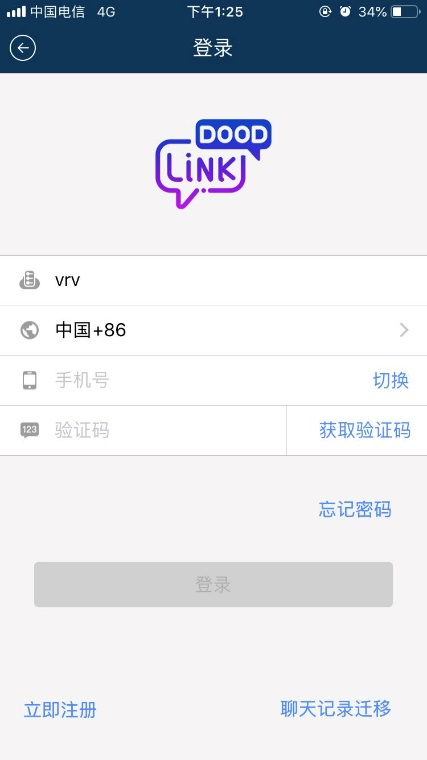 中国电信 4G 下午1:25 34%
登录
DOOD
LiNK
vrv
中国+86
手机号 切换
123 验证码 获取验证码
忘记密码
登录
立即注册 聊天记录迁移